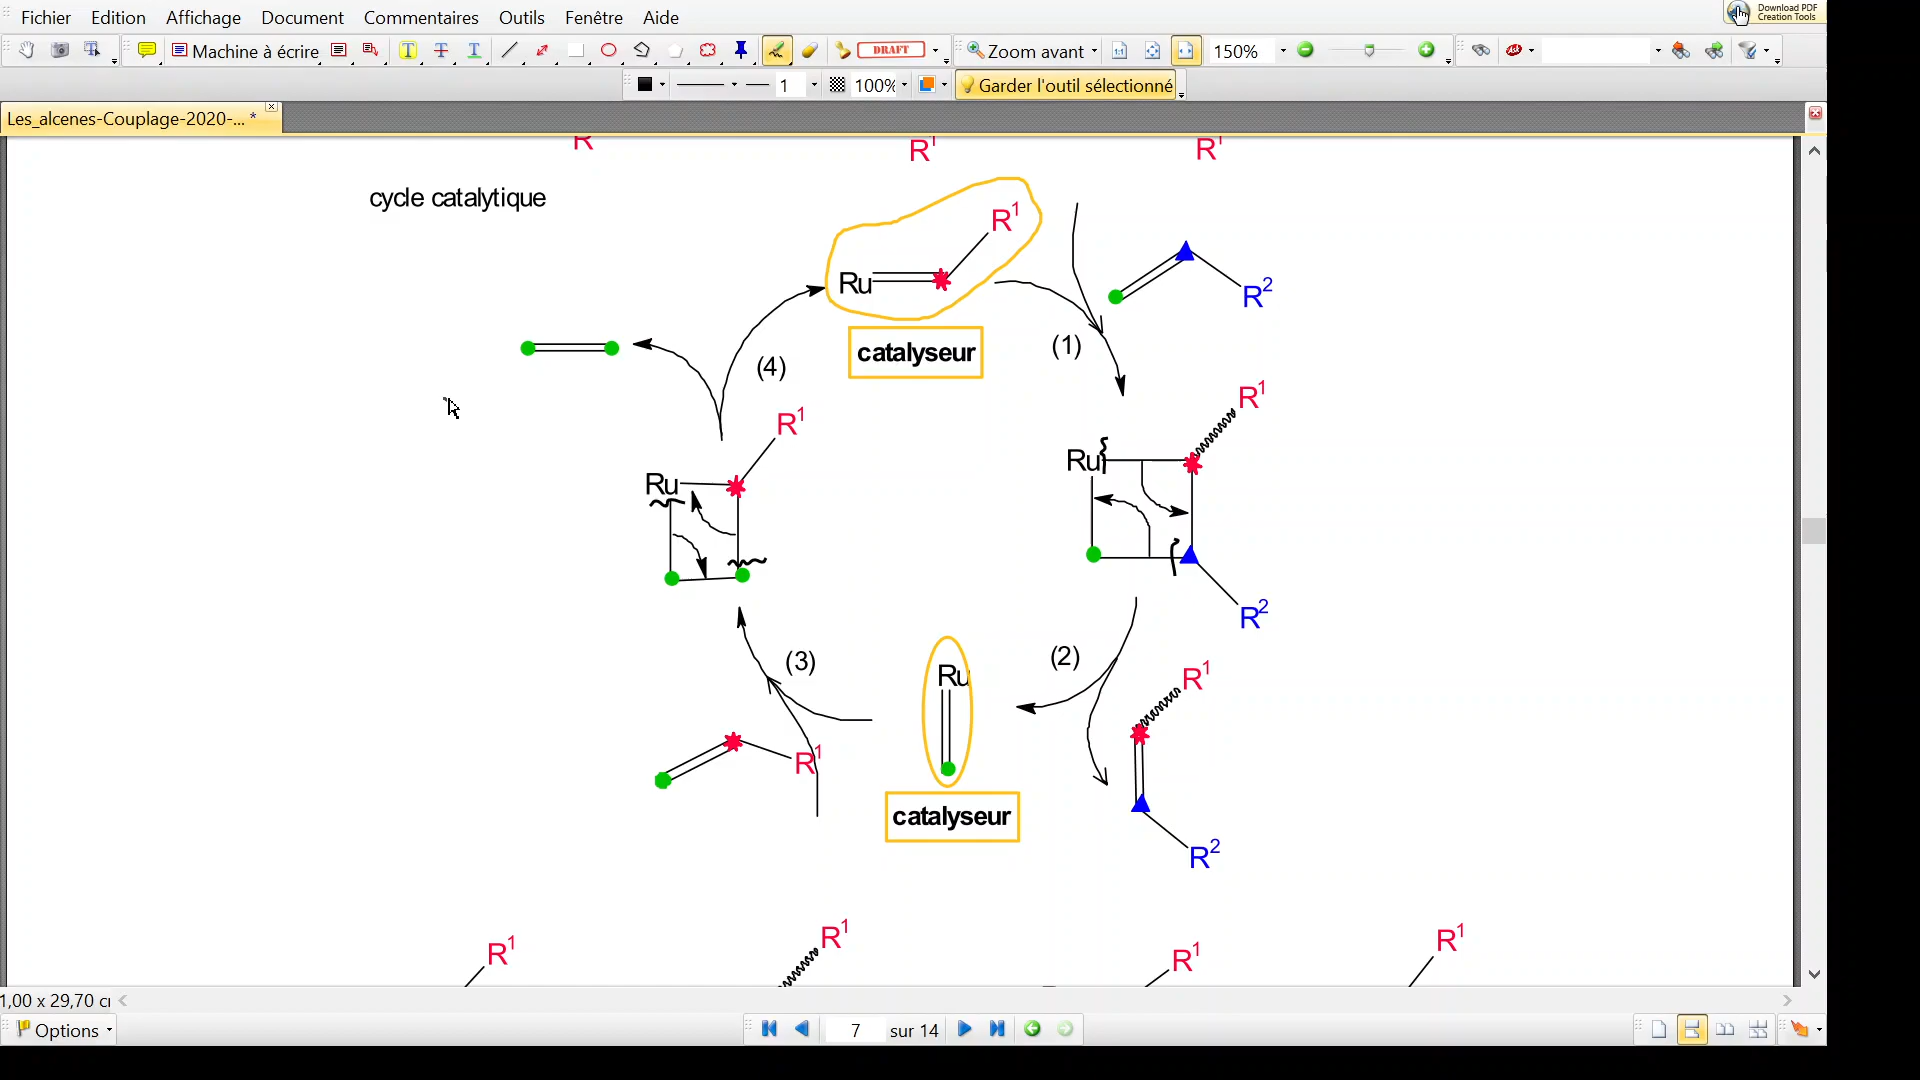 Fichier Edition Affichage Document Commentaires Outils Fenêtre Aide
Download PDF
Creation Tools
Machine à écrire DRAFT Zoom avant 150%
1 100% Garder l'outil sélectionné
Les_alcenes-Couplage-2020-... *
R R¹ R¹
cycle catalytique
R¹
Ru
R²
catalyseur
(1)
(4)
R¹
R¹
Ru
Ru
R²
(3)
(2)
Ru
R¹
R¹
catalyseur
R²
R¹ R¹ R¹ R¹
1,00 x 29,70 c
Options
7 sur 14